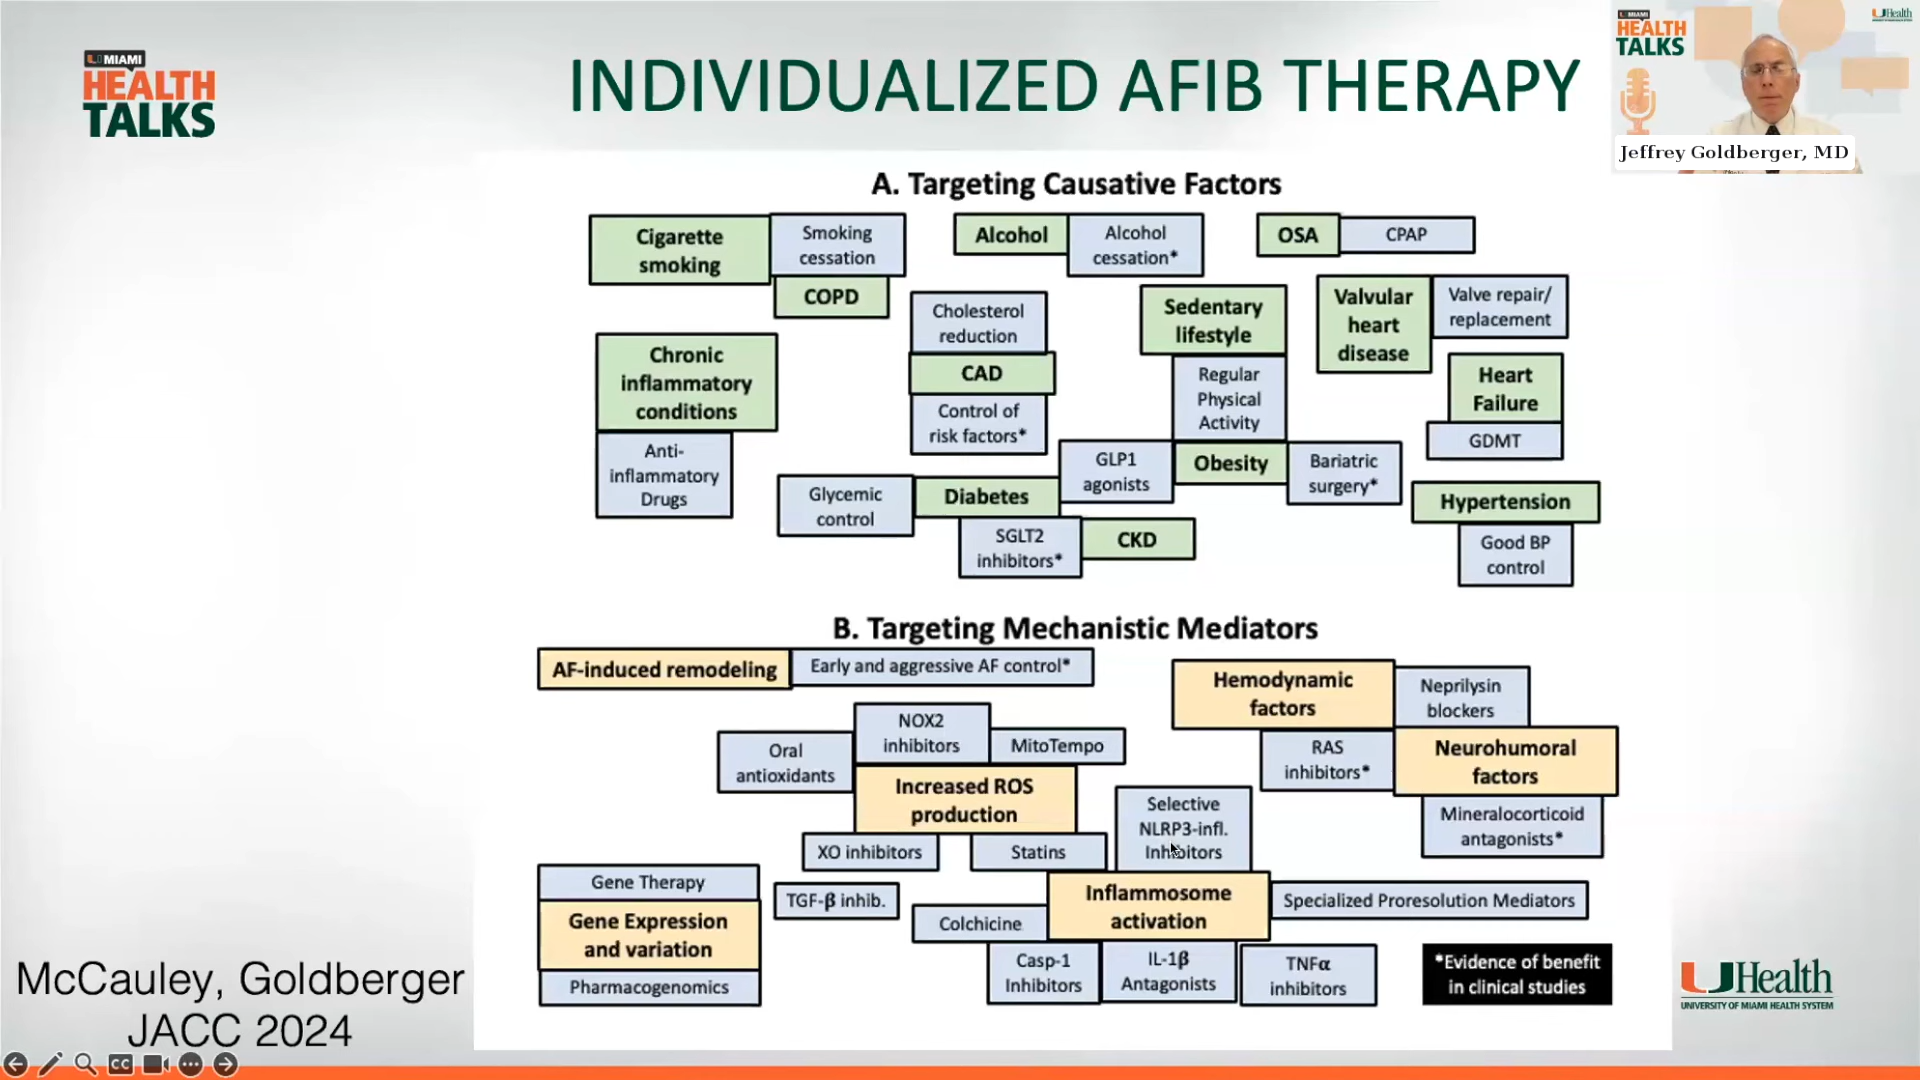 U MIAMI
HEALTH
TALKS
INDIVIDUALIZED AFIB THERAPY
U MIAMI
HEALTH
TALKS
UHealth
Jeffrey Goldberger, MD
A. Targeting Causative Factors
Cigarette
smoking
Smoking
cessation
COPD
Alcohol
Alcohol
cessation*
OSA
CPAP
Chronic
inflammatory
conditions
Anti-
inflammatory
Drugs
Cholesterol
reduction
CAD
Control of
risk factors*
Sedentary
lifestyle
Regular
Physical
Activity
Valvular
heart
disease
Valve repair/
replacement
Heart
Failure
GDMT
Glycemic
control
Diabetes
GLP1
agonists
Obesity
Bariatric
surgery*
SGLT2
inhibitors*
CKD
Hypertension
Good BP
control
B. Targeting Mechanistic Mediators
AF-induced remodeling
Early and aggressive AF control*
Hemodynamic
factors
Neprilysin
blockers
RAS
inhibitors*
Neurohumoral
factors
Mineralocorticoid
antagonists*
Oral
antioxidants
NOX2
inhibitors
MitoTempo
Increased ROS
production
XO inhibitors
Statins
Selective
NLRP3-infl.
Inhibitors
Gene Therapy
Gene Expression
and variation
Pharmacogenomics
TGF-β inhib.
Colchicine
Inflammosome
activation
Specialized Proresolution Mediators
Casp-1
Inhibitors
IL-1β
Antagonists
TNFα
inhibitors
*Evidence of benefit
in clinical studies
McCauley, Goldberger
JACC 2024
UHealth
UNIVERSITY OF MIAMI HEALTH SYSTEM
CC